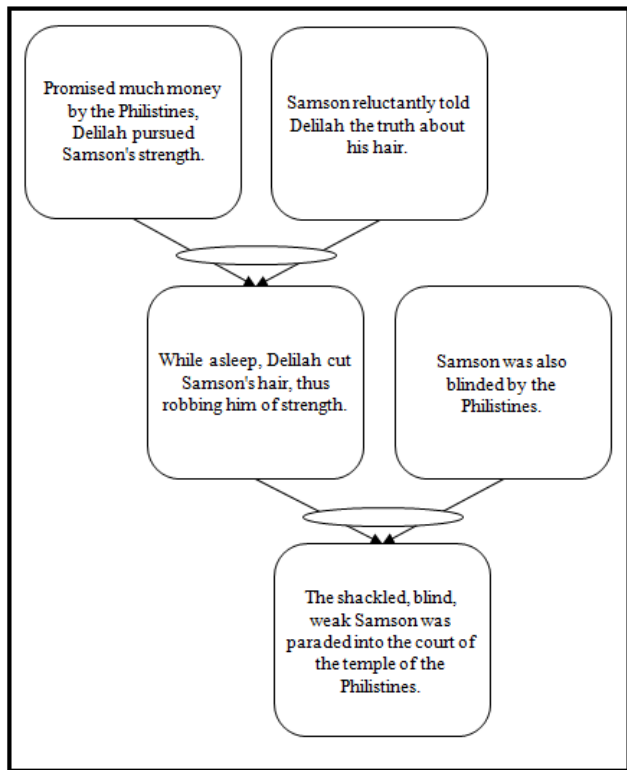 Promised much money
by the Philistines,
Delilah pursued
Samson's strength.
Samson reluctantly told
Delilah the truth about
his hair.
While asleep, Delilah cut
Samson's hair, thus
robbing him of strength.
Samson was also
blinded by the
Philistines.
The shackled, blind,
weak Samson was
paraded into the court of
the temple of the
Philistines.